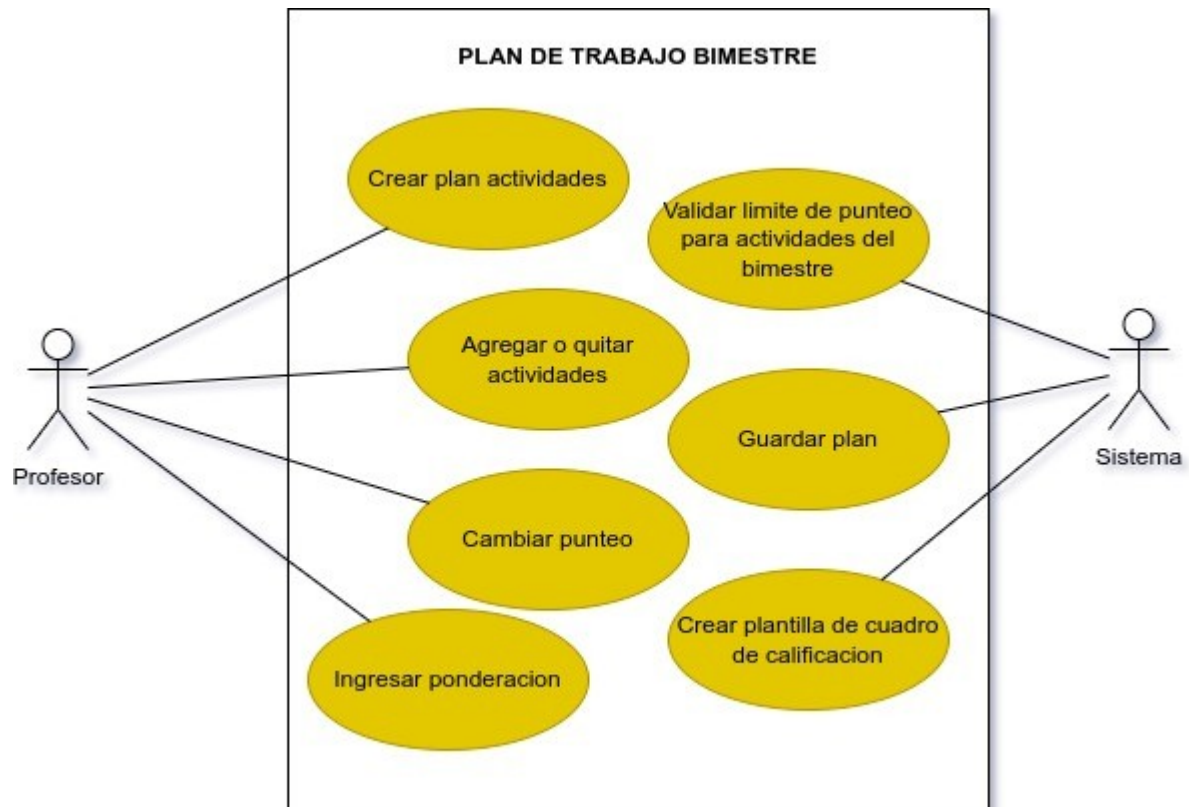 PLAN DE TRABAJO BIMESTRE
Crear plan actividades
Validar limite de punteo
para actividades del
bimestre
Agregar o quitar
actividades
Guardar plan
Profesor
Sistema
Cambiar punteo
Crear plantilla de cuadro
de calificacion
Ingresar ponderacion